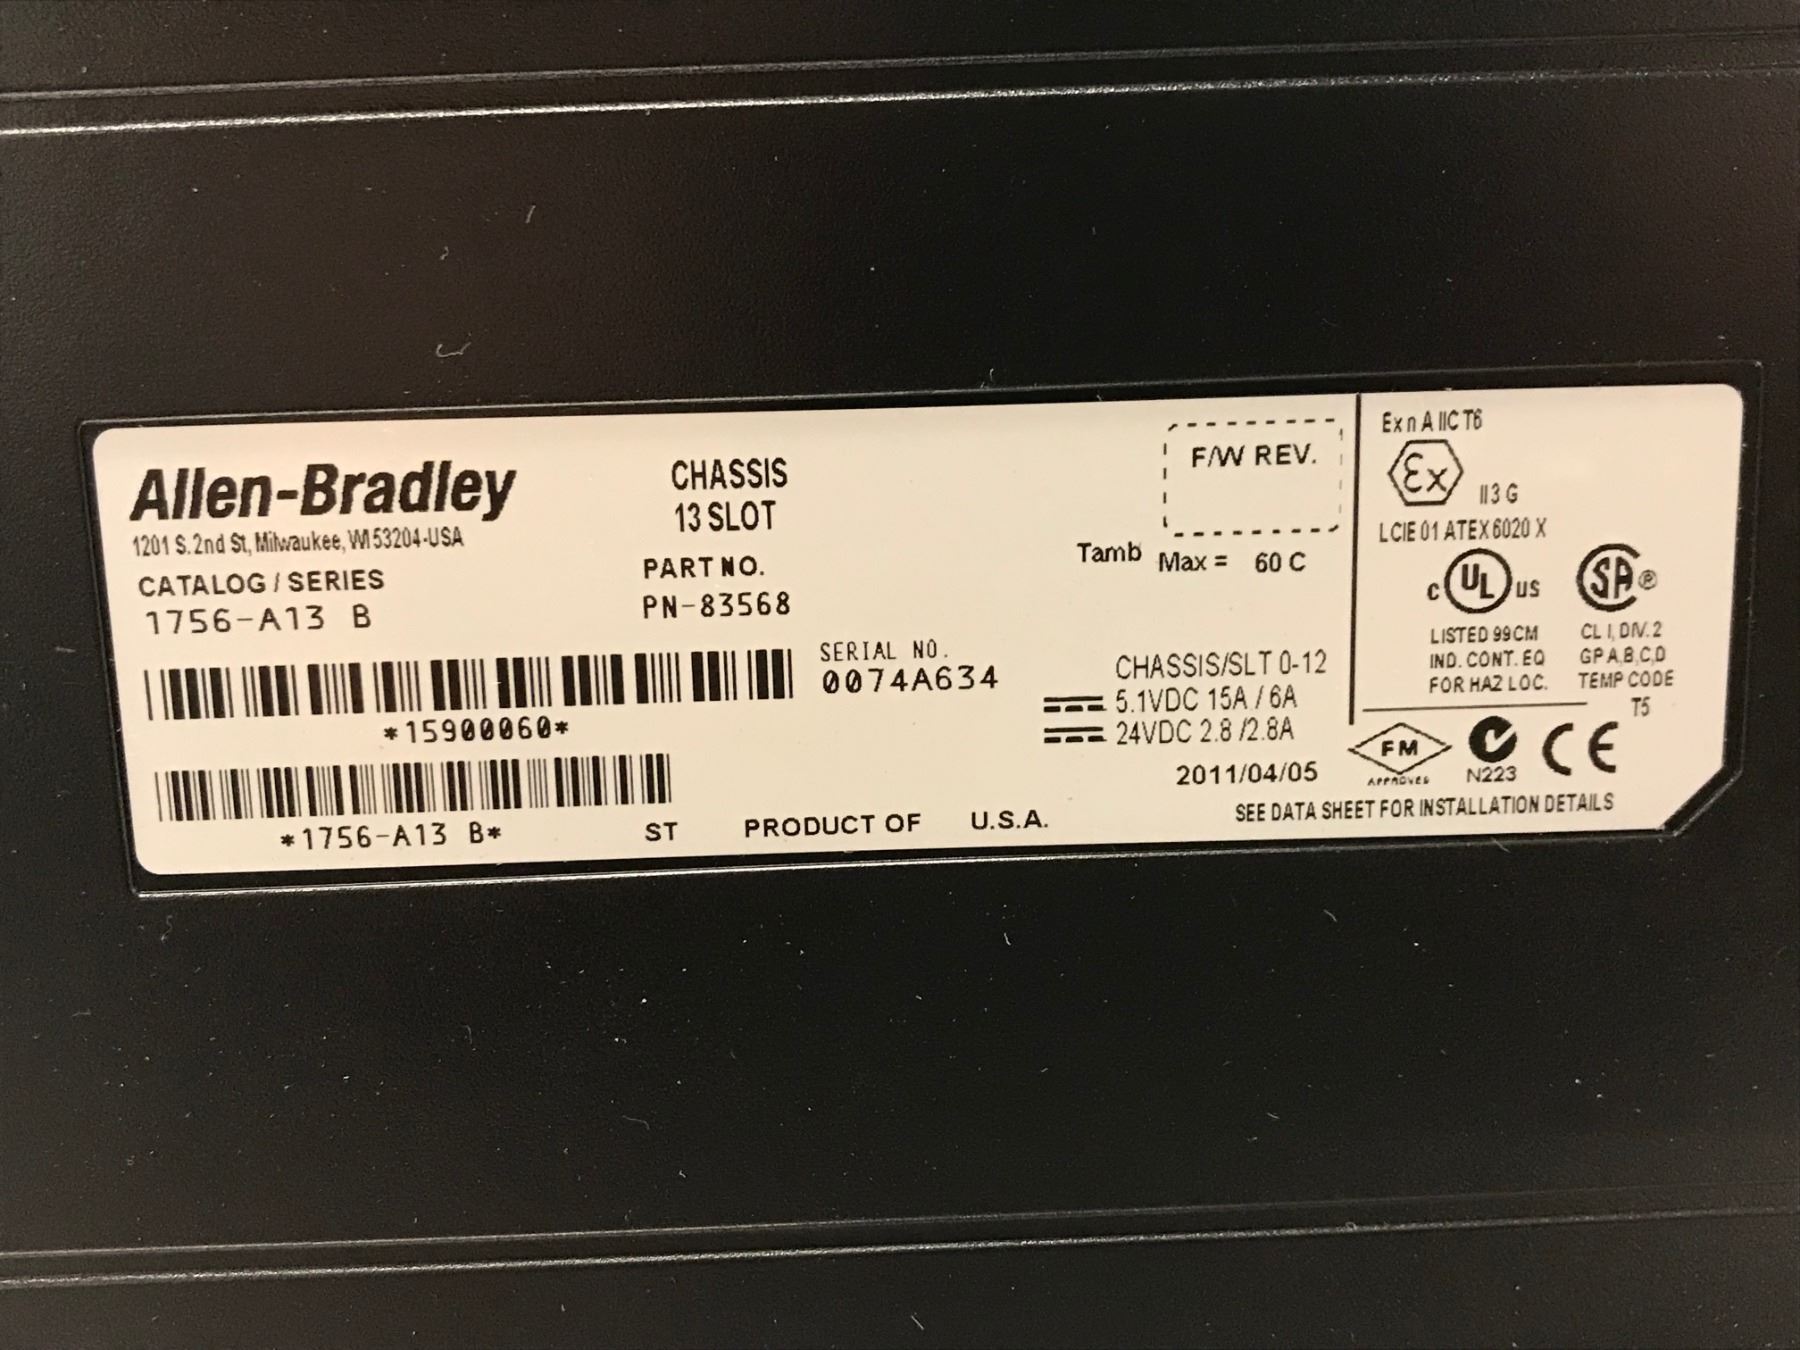 Allen-Bradley
1201 S. 2nd St, Milwaukee, WI 53204-USA
CATALOG / SERIES
1756-A13 B
CHASSIS
13 SLOT
PART NO.
PN-83568
*15900060*
SERIAL NO.
0074A634
*1756-A13 B*
ST
PRODUCT OF U.S.A.
F/W REV.
Tamb Max = 60 C
CHASSIS/SLT 0-12
5.1VDC 15A / 6A
24VDC 2.8 /2.8A
2011/04/05
SEE DATA SHEET FOR INSTALLATION DETAILS
Ex n A IIC T6
Ex
II 3 G
LCIE 01 ATEX 6020 X
C UL US
LISTED 99CM
IND. CONT. EQ
FOR HAZ LOC.
SA ®
CL I, DIV. 2
GP A,B,C,D
TEMP CODE
T5
FM
APPROVED
N223
CE